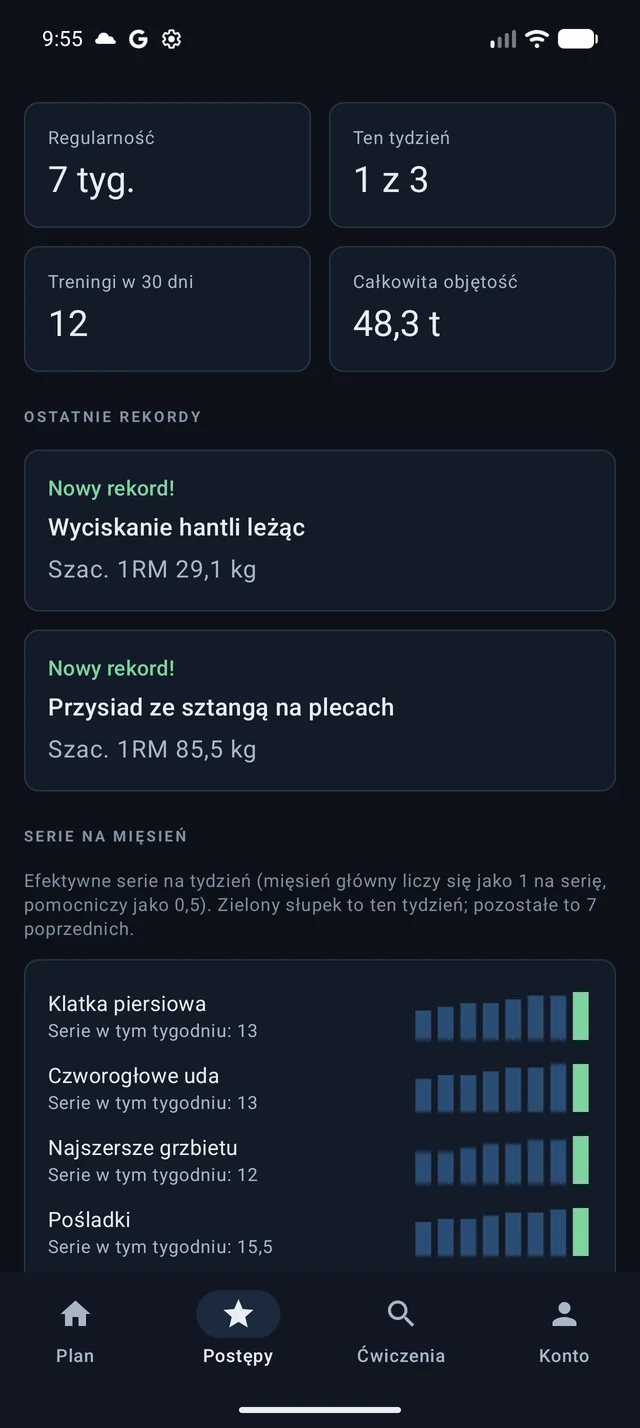 9:55
Regularność
7 tyg.
Ten tydzień
1 z 3
Treningi w 30 dni
12
Całkowita objętość
48,3 t
OSTATNIE REKORDY
Nowy rekord!
Wyciskanie hantli leżąc
Szac. 1RM 29,1 kg
Nowy rekord!
Przysiad ze sztangą na plecach
Szac. 1RM 85,5 kg
SERIE NA MIĘSIEŃ
Efektywne serie na tydzień (mięsień główny liczy się jako 1 na serię,
pomocniczy jako 0,5). Zielony słupek to ten tydzień; pozostałe to 7
poprzednich.
Klatka piersiowa
Serie w tym tygodniu: 13
Czworogłowe uda
Serie w tym tygodniu: 13
Najszersze grzbietu
Serie w tym tygodniu: 12
Pośladki
Serie w tym tygodniu: 15,5
Plan
Postępy
Ćwiczenia
Konto